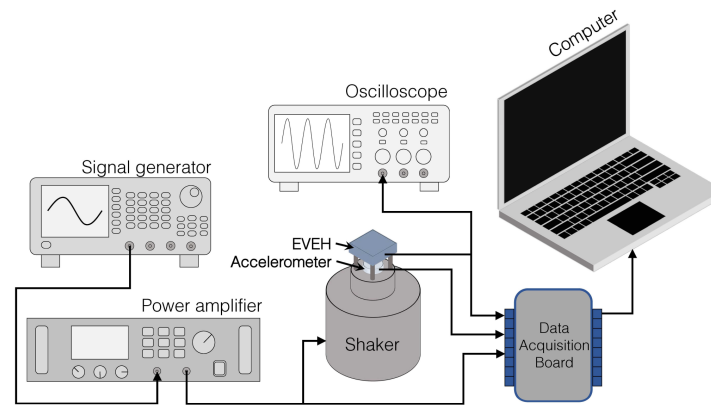 Computer
Oscilloscope
Signal generator
EVEH
Accelerometer
Power amplifier
Shaker
Data
Acquisition
Board